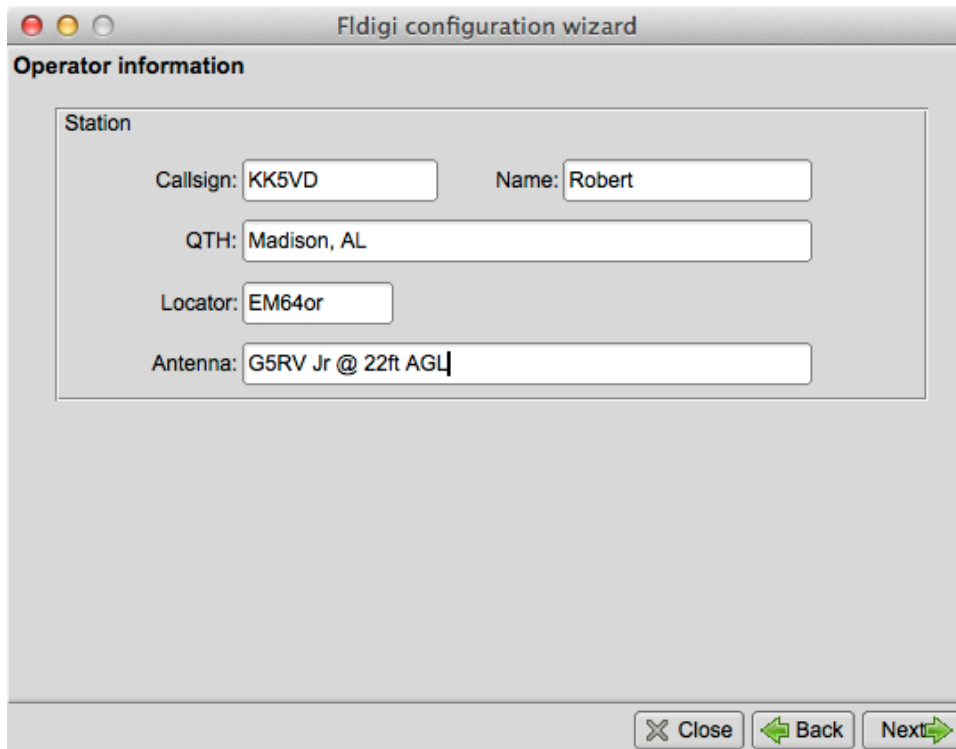 Fldigi configuration wizard
Operator information
Station
Callsign: KK5VD Name: Robert
QTH: Madison, AL
Locator: EM64or
Antenna: G5RV Jr @ 22ft AGL
Close Back Next